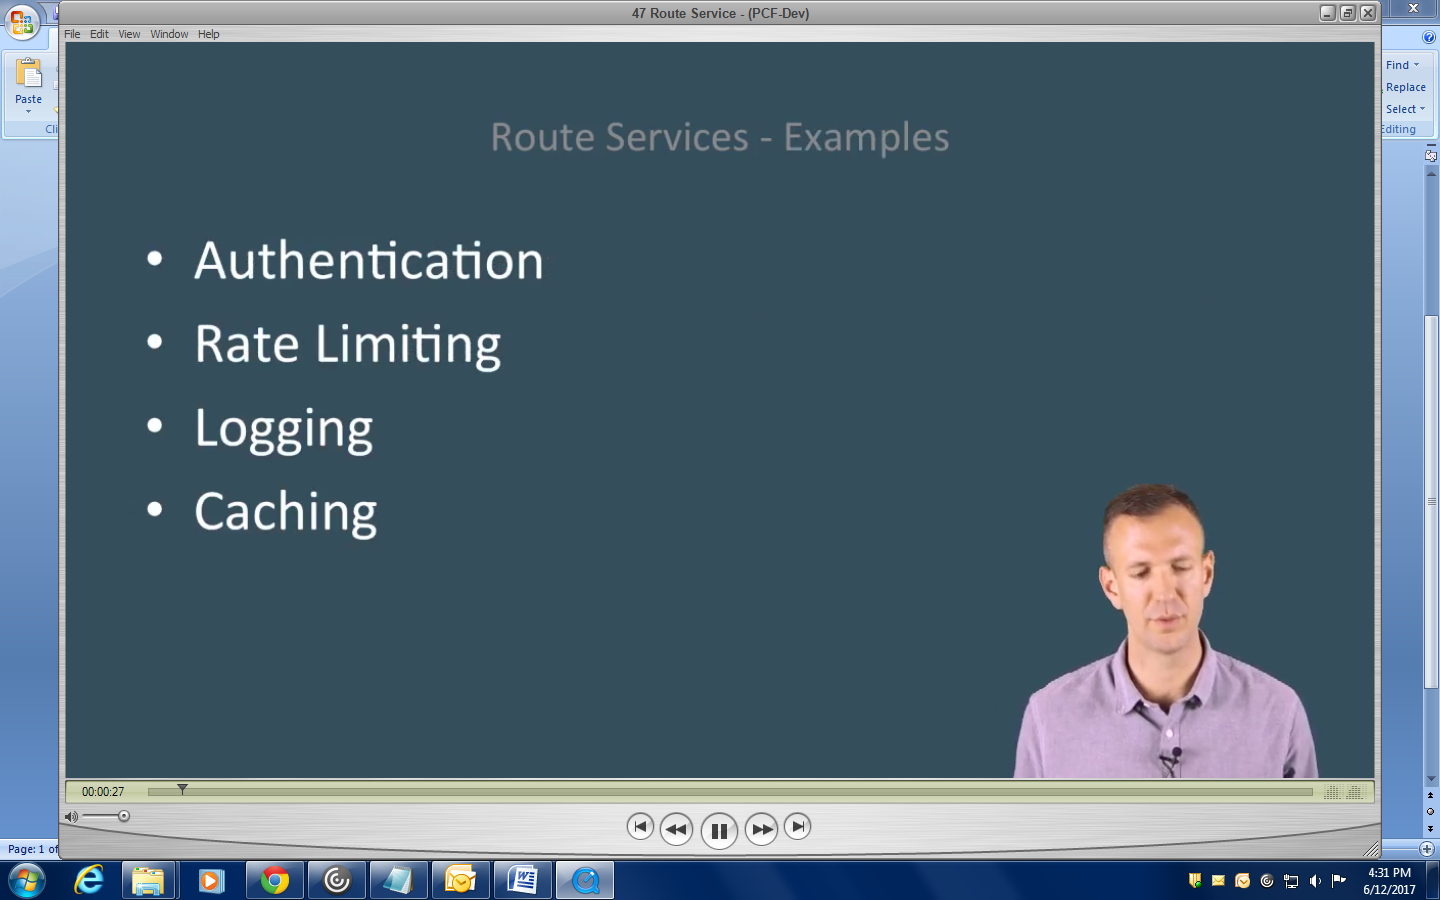 47 Route Service - (PCF-Dev)
File Edit View Window Help
Find
Paste
Replace
Select
Editing
Route Services - Examples
• Authentication
• Rate Limiting
• Logging
• Caching
00:00:27
Page: 1 of
4:31 PM
6/12/2017